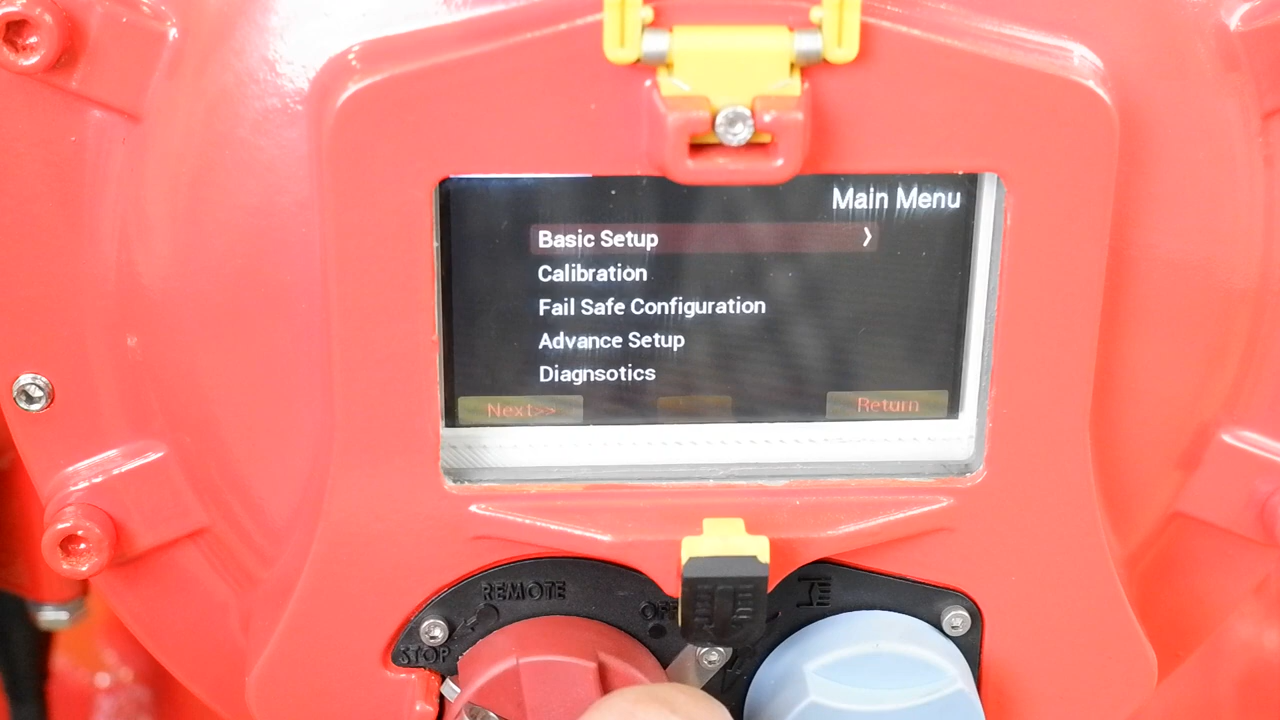 Main Menu
Basic Setup
Calibration
Fail Safe Configuration
Advance Setup
Diagnsotics
Next>>
Return
REMOTE
OFF
STOP